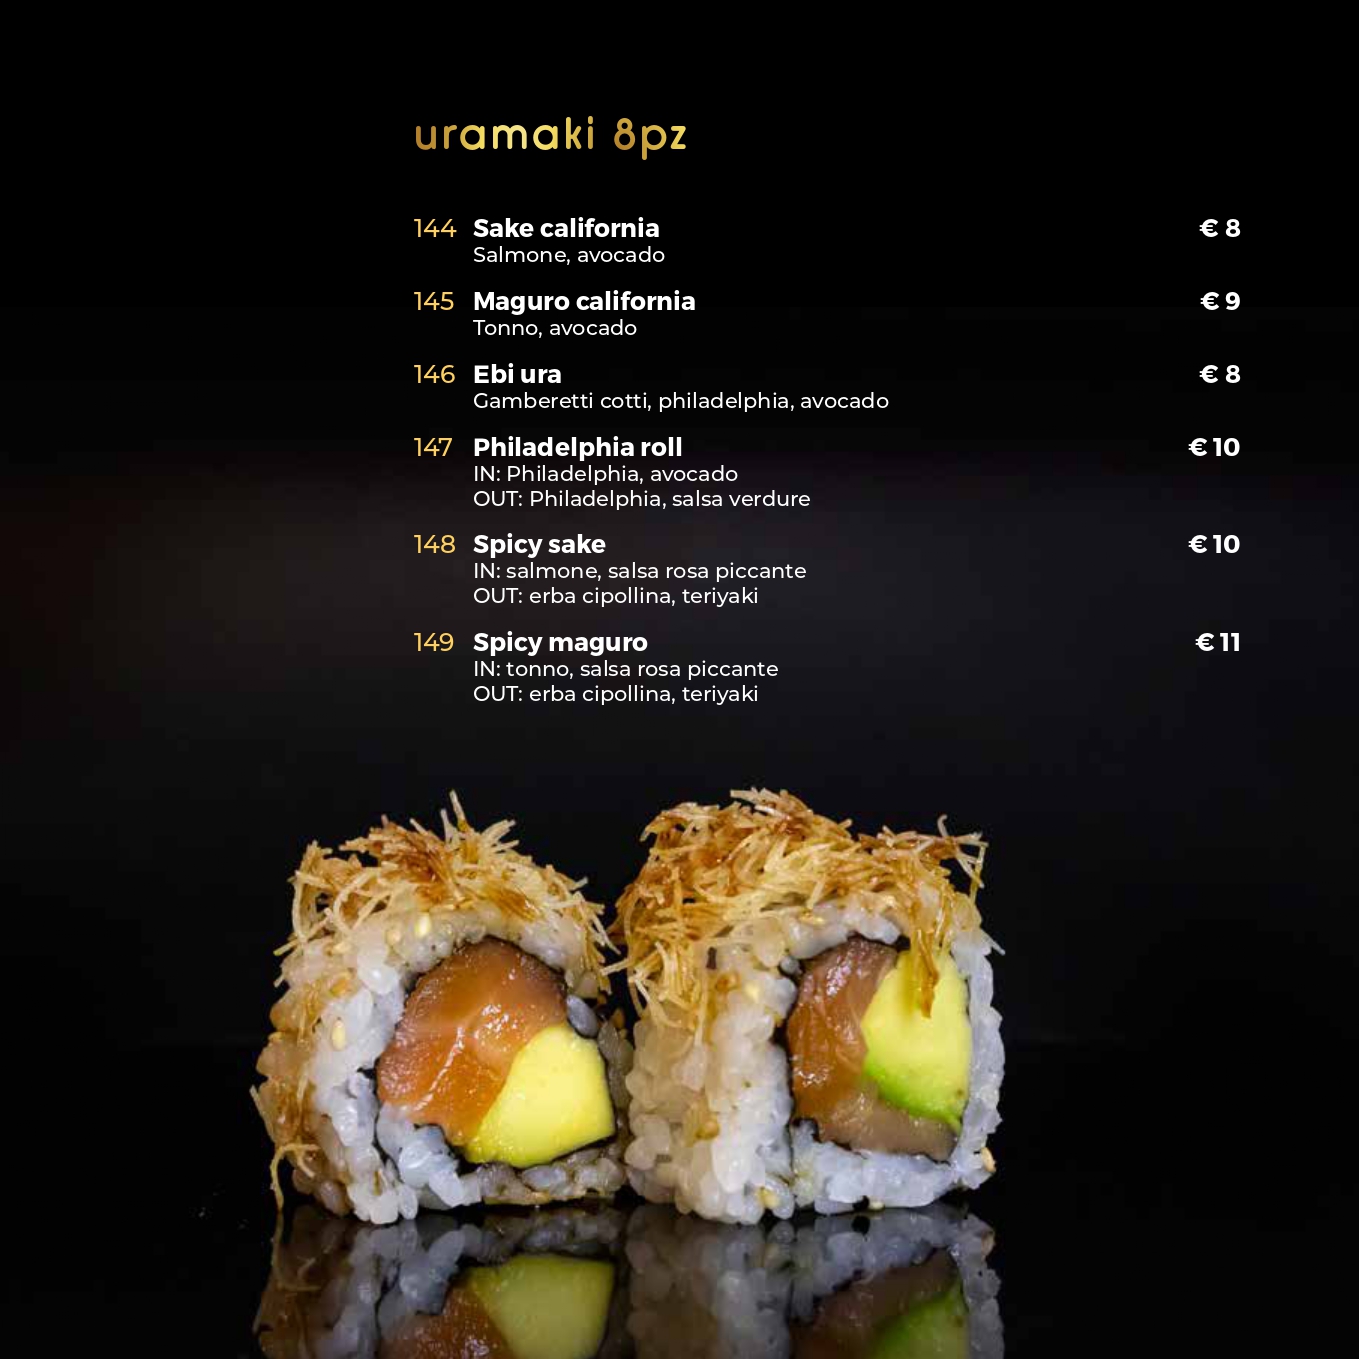 uramaki 8pz
144 Sake california € 8
Salmone, avocado
145 Maguro california € 9
Tonno, avocado
146 Ebi ura € 8
Gamberetti cotti, philadelphia, avocado
147 Philadelphia roll € 10
IN: Philadelphia, avocado
OUT: Philadelphia, salsa verdure
148 Spicy sake € 10
IN: salmone, salsa rosa piccante
OUT: erba cipollina, teriyaki
149 Spicy maguro € 11
IN: tonno, salsa rosa piccante
OUT: erba cipollina, teriyaki